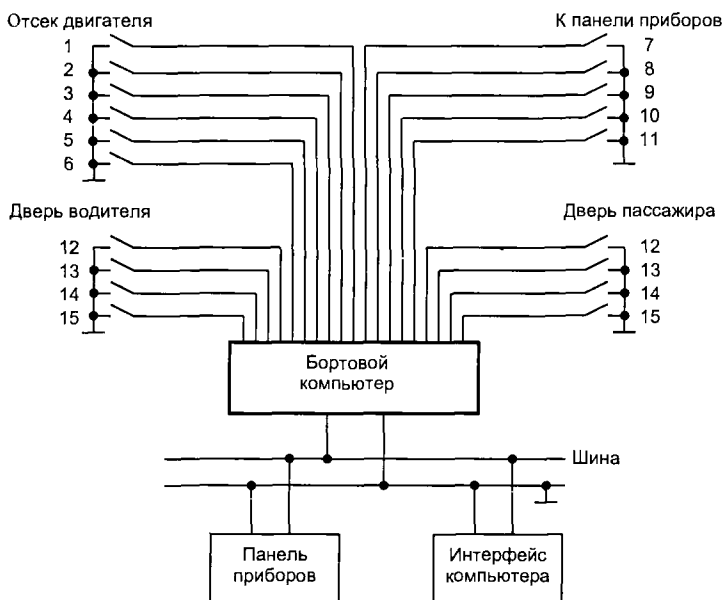 Отсек двигателя
1
2
3
4
5
6
К панели приборов
7
8
9
10
11
Дверь водителя
12
13
14
15
Дверь пассажира
12
13
14
15
Бортовой
компьютер
Шина
Панель
приборов
Интерфейс
компьютера